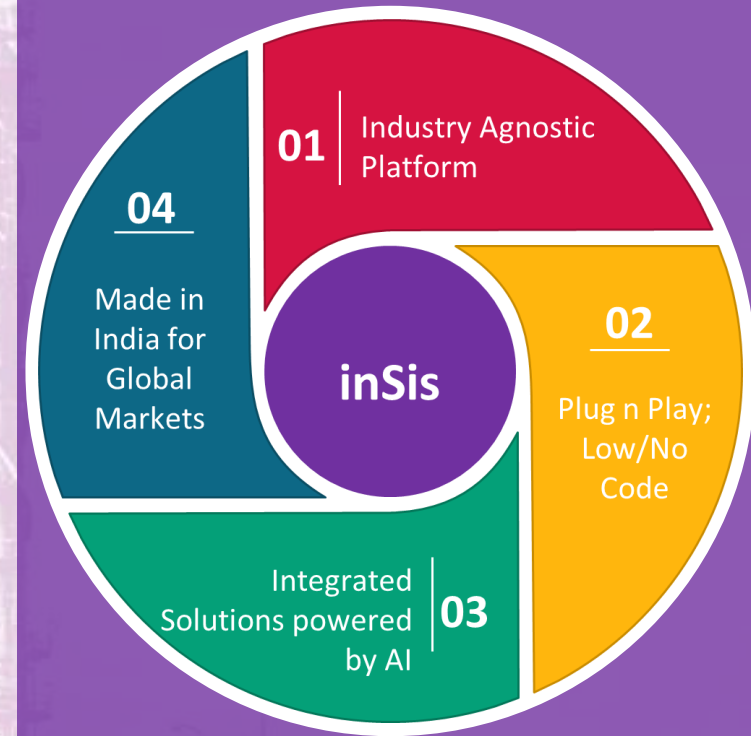 01
Industry Agnostic
Platform
02
Plug n Play;
Low/No
Code
Integrated
Solutions powered
by AI
03
04
Made in
India for
Global
Markets
inSis